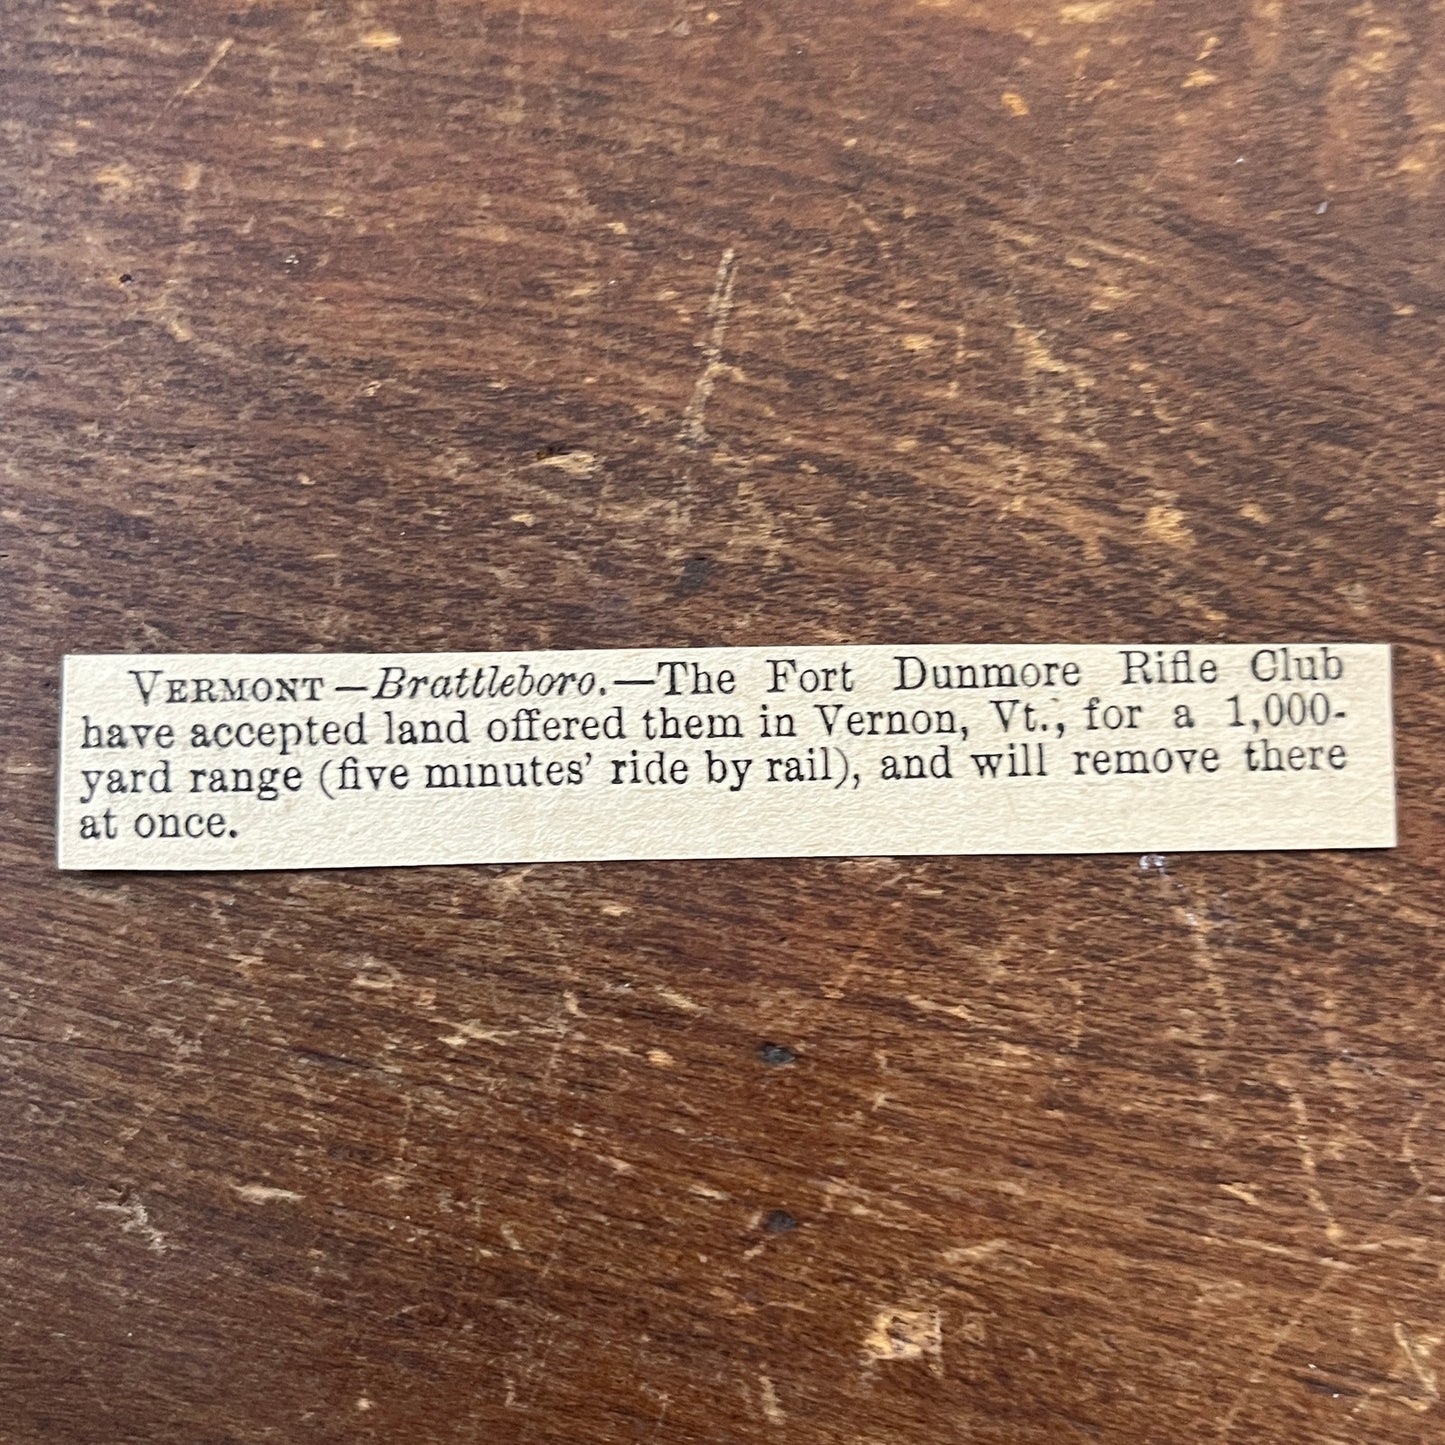 VERMONT—Brattleboro.—The Fort Dunmore Rifle Club
have accepted land offered them in Vernon, Vt., for a 1,000-
yard range (five minutes' ride by rail), and will remove there
at once.